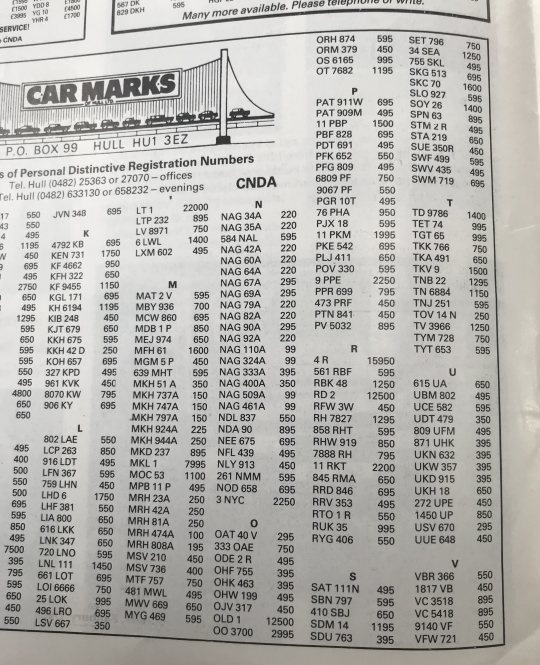 £1500 YDD 8
£3995 YG 10 £4500
YHR 4 £1700
SERVICE!
CNDA
567 DK
829 DKH 595
Many more available. Please telephone or write.
CAR MARKS
OF HULL LTD.
P.O. BOX 99 HULL HU1 3EZ
s of Personal Distinctive Registration Numbers
Tel. Hull (0482) 25363 or 27070 – offices
Tel. Hull (0482) 633130 or 658232 – evenings
CNDA
JVN 348 695
K
4792 KB 695
KEN 731 1750
KF 4662 950
KFH 322 650
KF 9455 1150
KGL 171 695
KH 6194 695
KIB 248 450
KJT 679 650
KKH 675 695
KKH 42 D 250
KOH 657 695
327 KPD 495
961 KVK 450
8070 KW 795
906 KY 695
L
802 LAE 550
LCP 263 850
916 LDT 495
LFN 367
759 LHN
LHD 6 1750
LHF 381
LIA 800
616 LKK
LNK 347
720 LNO
LNL 111 1450
661 LOT
LOI 6666
25 LOK
496 LRO
LSV 667 350
LT 1 22000
LTP 232 895
LV 8971 750
6 LWL 1400
LXM 602 495
M
MAT 2 V 595
MBY 936 700
MCW 860 695
MDB 1 P 850
MEJ 974 650
MFH 61 1600
MGM 5 P 450
639 MHT 595
MKH 51 A 350
MKH 737A 150
MKH 747A 150
MKH 797A 150
MKH 924A 225
MKH 944A 250
MKD 237 895
MKL 1 7995
MOC 53 1100
MPB 11 P 495
MRH 23A 250
MRH 42A 250
MRH 81A 250
MRH 474A 100
MRH 808A 195
MSV 210 450
MSV 736 400
MTF 757 750
481 MWL 495
MWV 669 650
MYG 469 595
N
NAG 34A 220
NAG 35A 220
584 NAL 595
NAG 42A 220
NAG 60A 220
NAG 64A 220
NAG 67A 295
NAG 69A 295
NAG 79A 220
NAG 82A 220
NAG 90A 295
NAG 92A 220
NAG 110A 99
NAG 324A 99
NAG 333A 395
NAG 400A 350
NAG 509A 99
NAG 461A 99
NDL 837 550
NDA 90 895
NEE 675 695
NFL 439 495
NLY 913 450
261 NMM 595
NOD 658 695
3 NYC 2250
O
OAT 40 V 295
333 OAE 750
ODE 2 R 495
OHF 755 395
OHK 463 395
OHW 199 495
OJV 317 450
OLD 1 12500
OO 3700 2995
ORH 874 595
ORM 379 450
OS 6165 995
OT 7682 1195
P
PAT 911W 695
PAT 909M 495
11 PBP 1500
PBF 828 695
PDT 691 495
PFK 652 550
PFG 809 495
6809 PF 750
9067 PF 550
PGR 10T 495
76 PHA 950
PJX 18 595
11 PKM 1995
PKE 542 695
PLJ 411 650
POV 330 595
9 PPE 2250
PPR 699 795
473 PRF 450
PTN 841 450
PV 5032 895
R
4 R 15950
561 RBF 595
RBK 48 1250
RD 2 12500
RFW 3W 450
RH 7827 1295
858 RHT 595
RHW 919 850
7888 RH 795
11 RKT 2200
845 RMA 650
RRD 846 695
RRV 353 495
RTO 1 R 550
RUK 35 995
RYG 406 550
S
SAT 111N 495
SBN 797 595
410 SBJ 650
SDM 14 1195
SDU 763 395
SET 796 750
34 SEA 1250
755 SKL 495
SKG 513 695
SKC 70 1600
SLO 927 595
SOY 26 1400
SPN 63 895
STM 2 R 495
STA 219 650
SUE 350R 450
SWF 499 595
SWV 435 495
SWM 719 695
T
TD 9786 1400
TET 74 995
TGT 65 995
TKK 766 750
TKA 491 650
TKV 9 1500
TNB 22 1295
TN 6884 1150
TNJ 251 595
TOV 14 N 250
TV 3966 1250
TYM 728 750
TYT 653 595
U
615 UA 650
UBM 802 495
UCE 582 595
UDT 479 350
809 UFM 495
871 UHK 395
UKN 632 395
UKW 357 395
UKD 915 395
UKH 18 650
272 UPE 450
1450 UP 850
USV 670 295
UUE 648 450
V
VBR 366 550
1817 VB 450
VC 3518 895
VC 5418 895
9140 VF 550
VFW 721 450